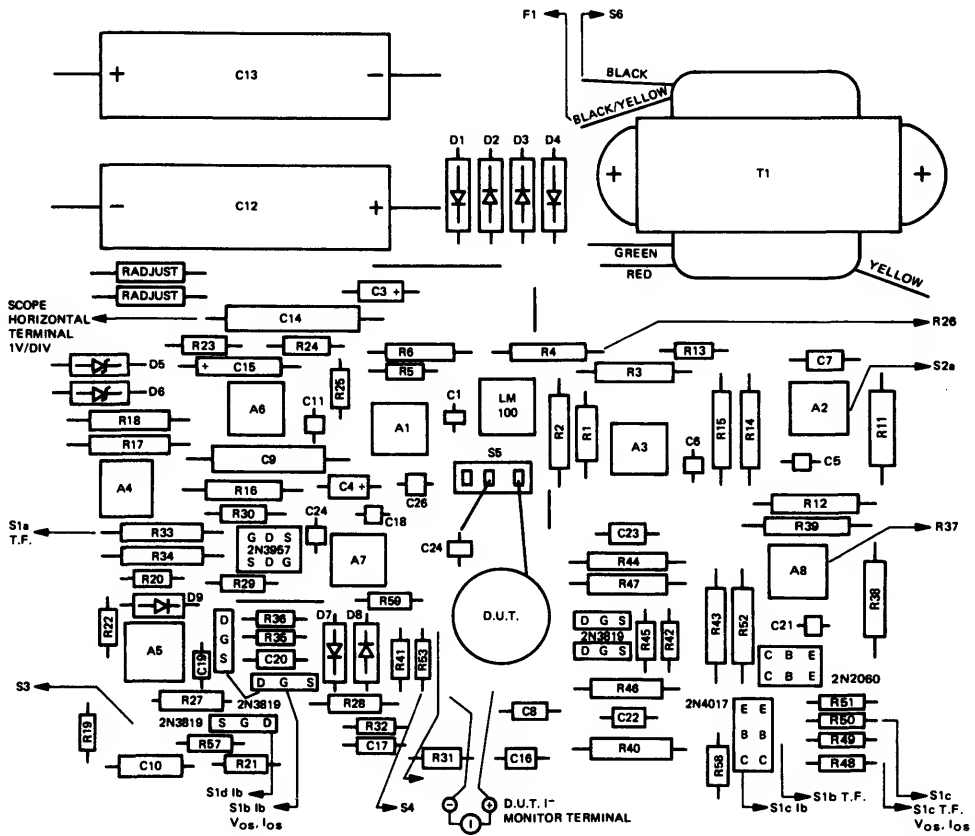 F1 S6
BLACK
BLACK/YELLOW
+ C13 −
D1 D2 D3 D4
T1
+ +
− C12 +
GREEN
RED
YELLOW
RADJUST
RADJUST
C3 +
SCOPE
HORIZONTAL
TERMINAL
1V/DIV
C14
R26
R23 R24 R6 R4 R13
C7
D5 + C15 R25 R5 R3
S2a
D6
A6 C11 A1 C1 LM
100
R2 R1 A3 C6 R15 R14 A2 R11
R18
R17
C9 S5 C5
A4 R16 C4 + C26
R12
R30 C18
R39
S1a
T.F.
R33 G D S
2N3957
S D G
C24 A7 C24 C23 R37
R34 R44 A8
R20 R29 R47
D9 R59 D.U.T. R38
R22 A5 D
G
S
R36 D7 D8 R41 R53 D G S
2N3819
D G S
R45 R42 R43 R52 C21
R35
C19 C20
C B E
C B E
S3 D G S R46 2N2060
R27 2N3819 R28 2N4017
R51
2N3819 S G D R32 C8 E E
B B
C C
R50
R19 R57 C17 C22 R49
C10 R21 R31 C16 R40 R58 R48
S1d Ib
S1b Ib
VOS, IOS
S4 − + D.U.T. I−
MONITOR TERMINAL
I
S1c Ib
S1b T.F.
S1c
S1c T.F.
VOS, IOS